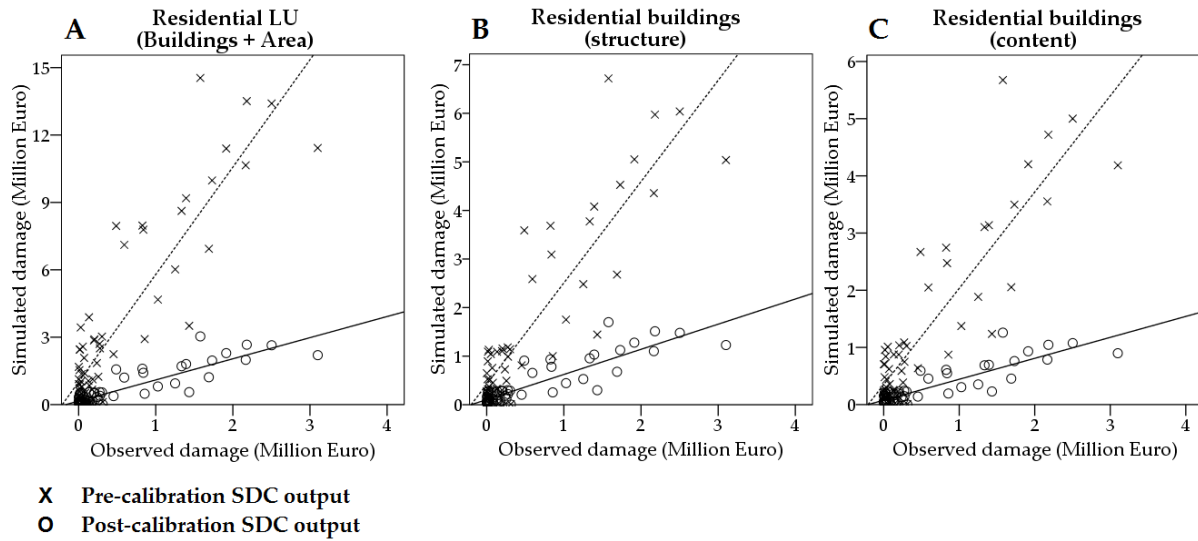 A
Residential LU
(Buildings + Area)
Simulated damage (Million Euro)
15
12
9
6
3
0
0 1 2 3 4
Observed damage (Million Euro)
B
Residential buildings
(structure)
Simulated damage (Million Euro)
7
6
5
4
3
2
1
0
0 1 2 3 4
Observed damage (Million Euro)
C
Residential buildings
(content)
Simulated damage (Million Euro)
6
5
4
3
2
1
0
0 1 2 3 4
Observed damage (Million Euro)
X Pre-calibration SDC output
O Post-calibration SDC output